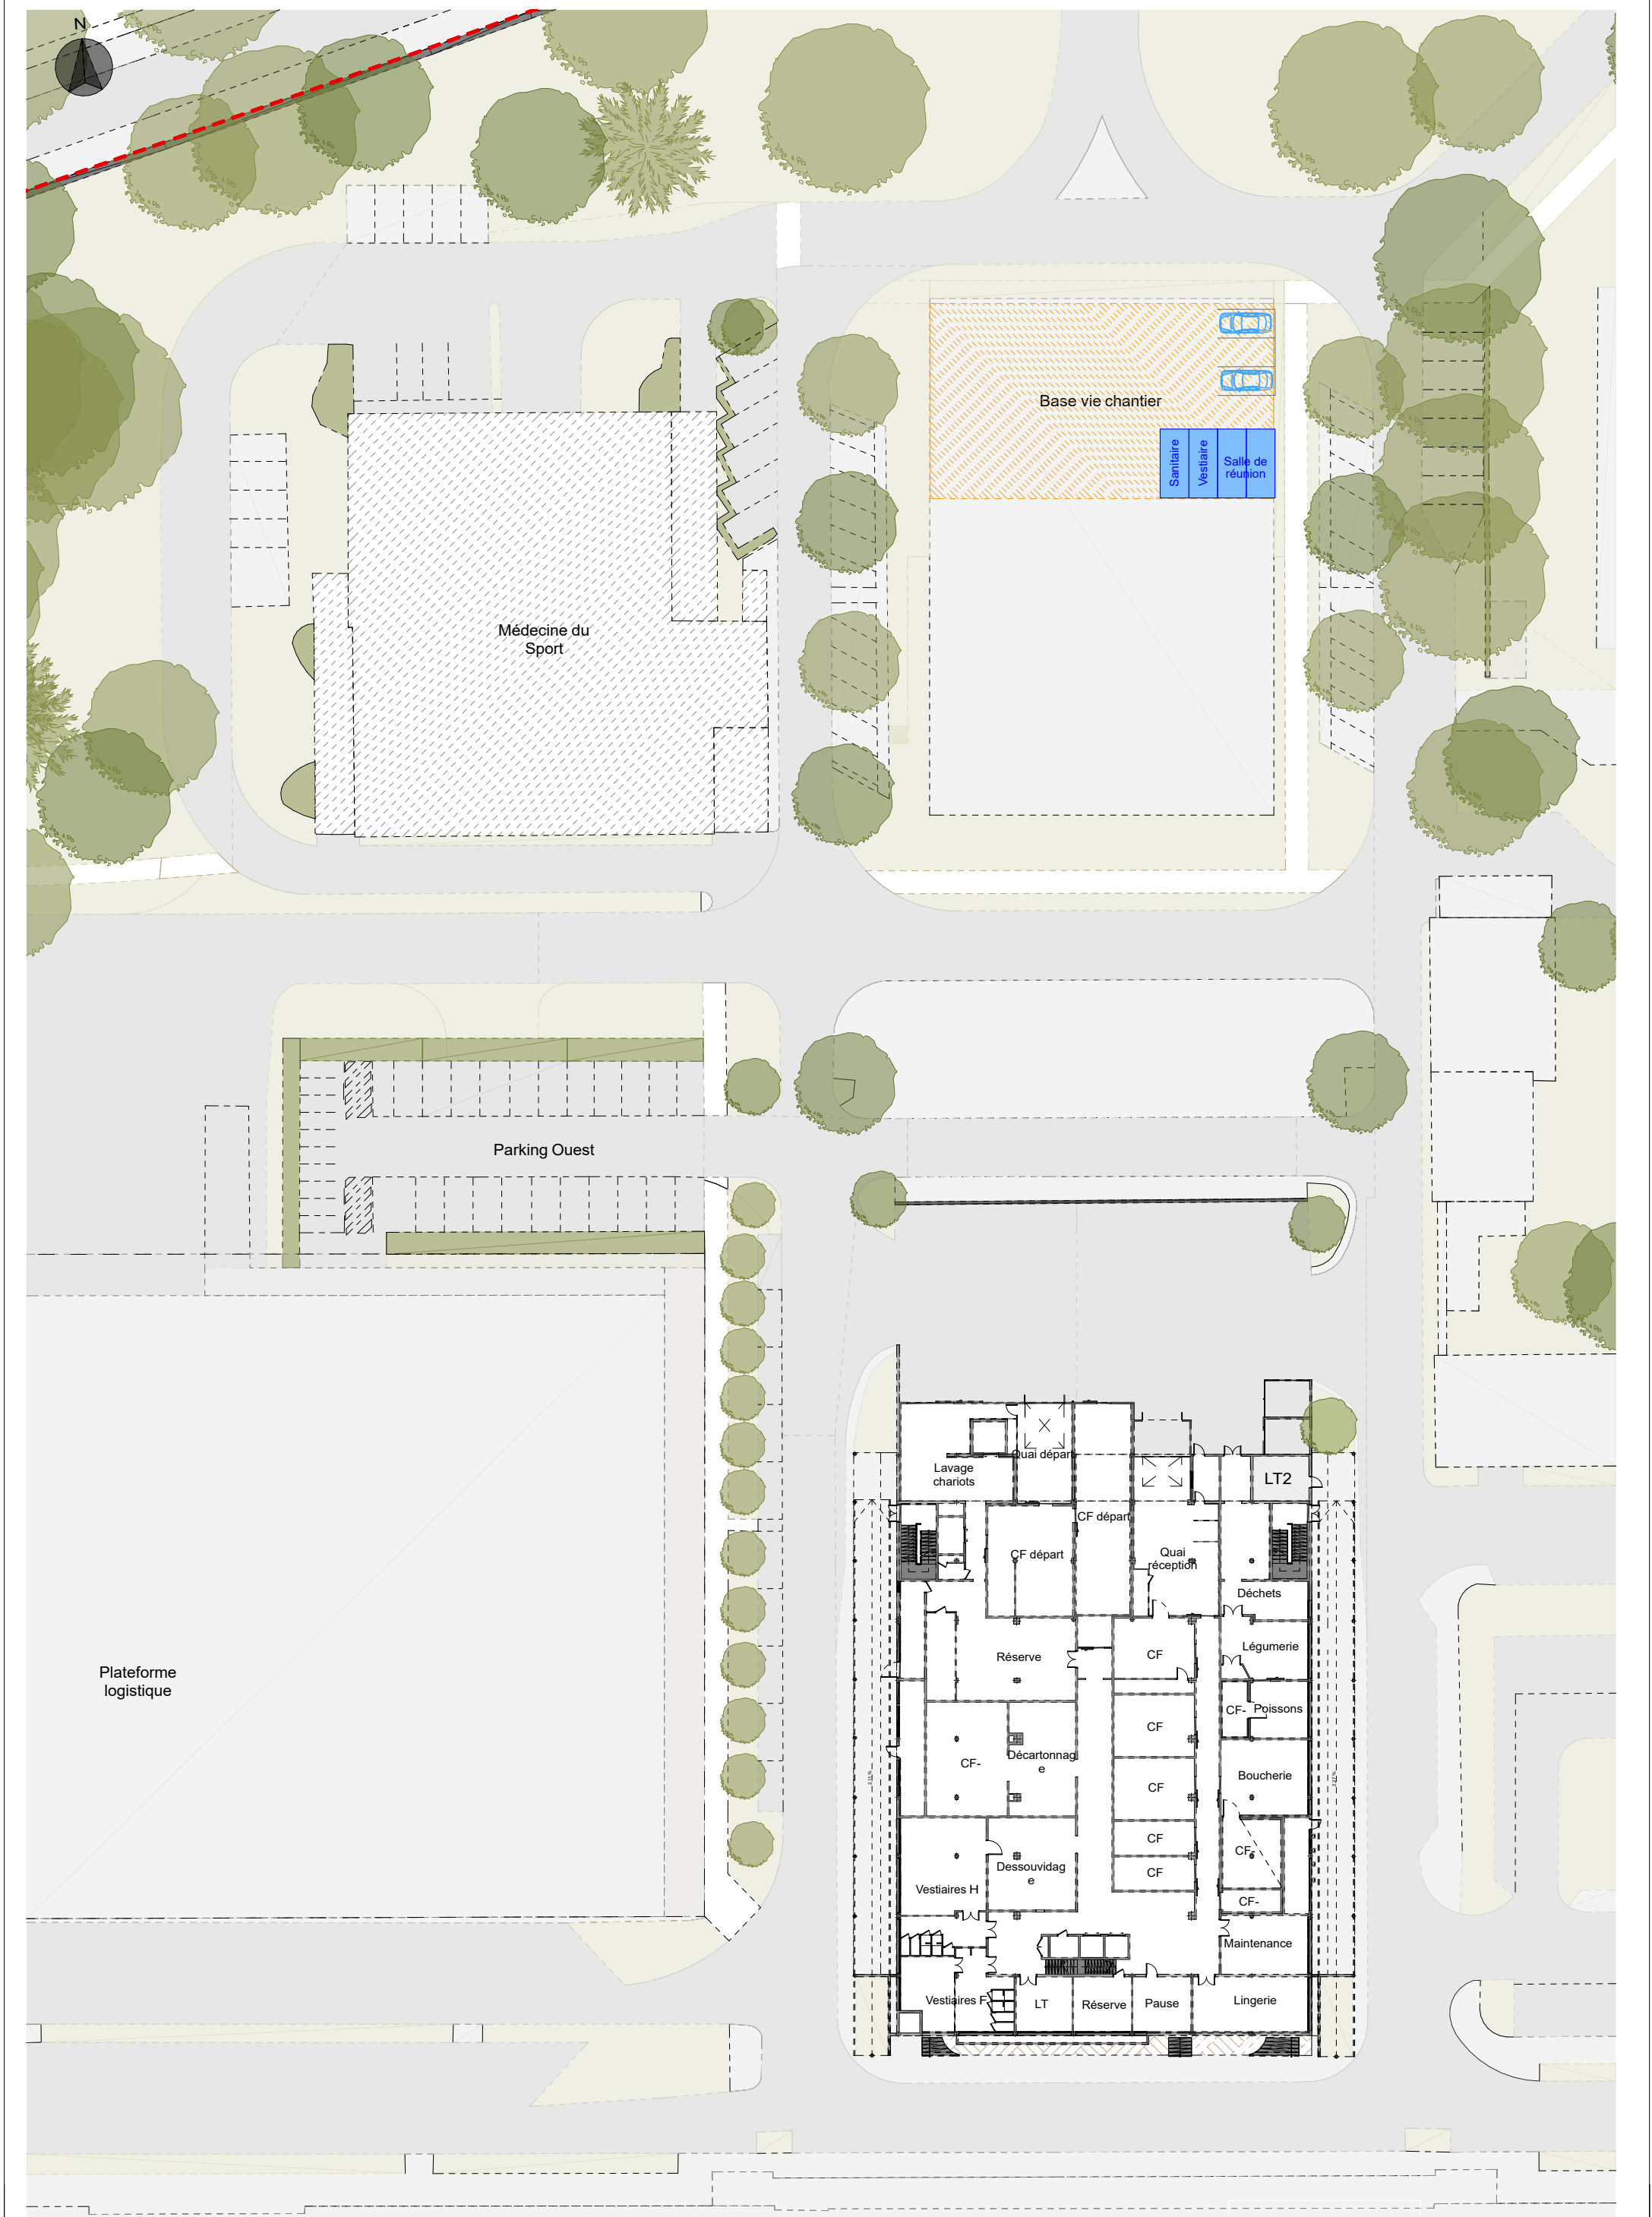 N
Base vie chantier
Sanitaire
Vestiaire
Salle de
réunion
Médecine du
Sport
Parking Ouest
Plateforme
logistique
Quai départ
Lavage
chariots
LT2
CF départ
CF départ
Quai
réception
Déchets
Réserve
CF
Légumerie
CF-
Poissons
CF
Décartonnag
e
CF-
Boucherie
CF
CF
CF-
CF
Dessouvidag
e
Vestiaires H
CF-
Maintenance
Vestiaires F
LT
Réserve
Pause
Lingerie